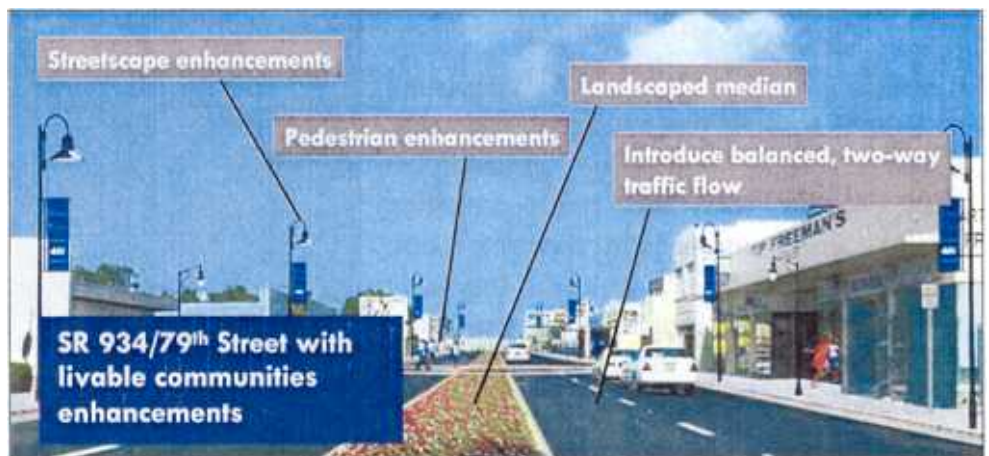 Streetscape enhancements
Landscaped median
Pedestrian enhancements
Introduce balanced, two-way
traffic flow
FREEMAN'S
SR 934/79th Street with
livable communities
enhancements